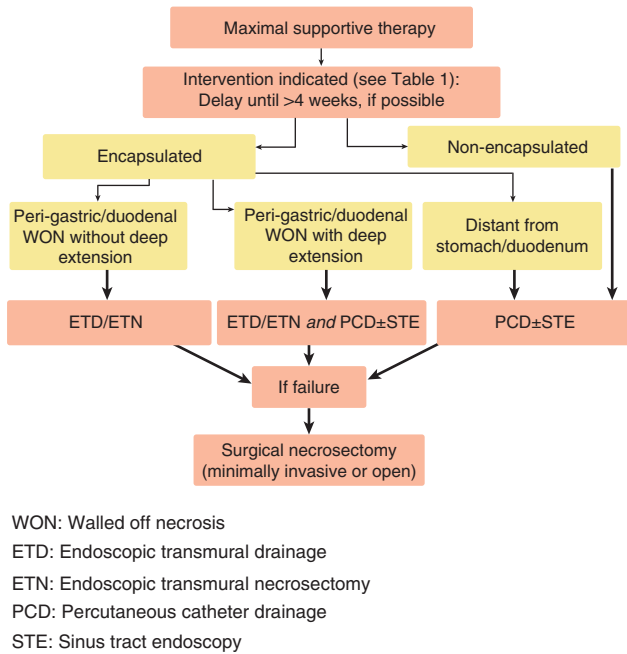 Maximal supportive therapy
Intervention indicated (see Table 1):
Delay until >4 weeks, if possible
Encapsulated
Non-encapsulated
Peri-gastric/duodenal
WON without deep
extension
Peri-gastric/duodenal
WON with deep
extension
Distant from
stomach/duodenum
ETD/ETN
ETD/ETN and PCD±STE
PCD±STE
If failure
Surgical necrosectomy
(minimally invasive or open)
WON: Walled off necrosis
ETD: Endoscopic transmural drainage
ETN: Endoscopic transmural necrosectomy
PCD: Percutaneous catheter drainage
STE: Sinus tract endoscopy